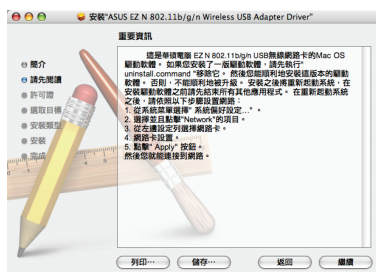 安裝"ASUS EZ N 802.11b/g/n Wireless USB Adapter Driver"
重要資訊
簡介
請先閱讀
許可證
選取目標
安裝類型
安裝
完成
這是華碩電腦 EZ N 802.11b/g/n USB無線網路卡的Mac OS
驅動軟體。 如果您安裝了一版驅動軟體，請先執行"
uninstall.command "移除它。 然後您能順利地安裝這版本的驅動
軟體。 否則，不能順利地被升級。 安裝之後將重新起動系統，在
安裝驅動軟體之前請先結束所有其他應用程式。 在重新起動系統
之後，請依照以下步驟設置網路：
1. 從系統菜單選擇" 系統偏好設定…"。
2. 選擇並且點擊"Network"的項目。
3. 從左邊設定列選擇網路卡。
4. 網路卡設置。
5. 點擊" Apply" 按鈕。
然後您就能連接到網路。
列印⋯
儲存⋯
返回
繼續